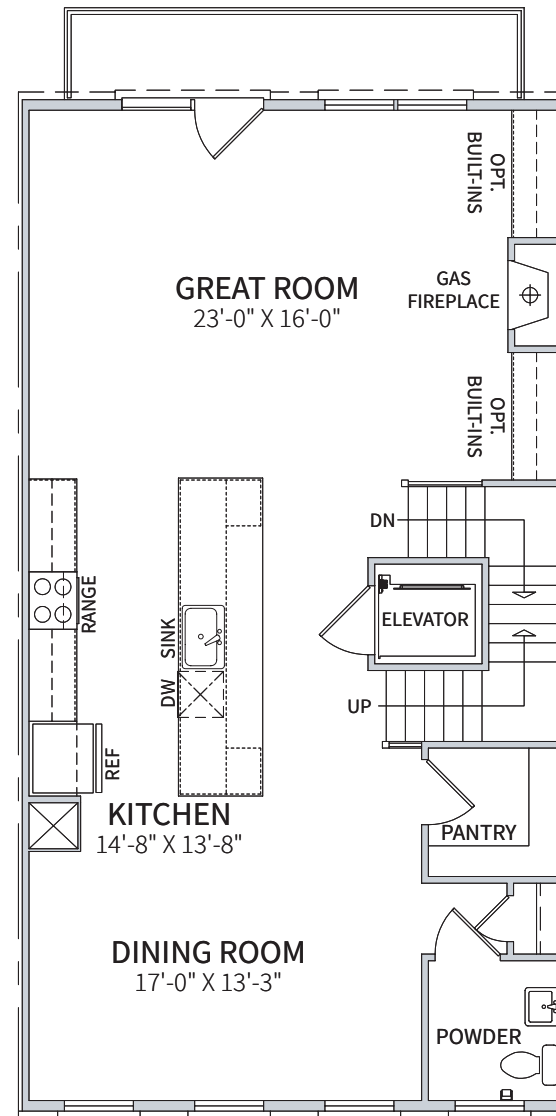 OPT.
BUILT-INS
GREAT ROOM
23'-0" X 16'-0"
GAS
FIREPLACE
OPT.
BUILT-INS
DN
RANGE
ELEVATOR
SINK
DW
UP
REF
KITCHEN
14'-8" X 13'-8"
PANTRY
DINING ROOM
17'-0" X 13'-3"
POWDER